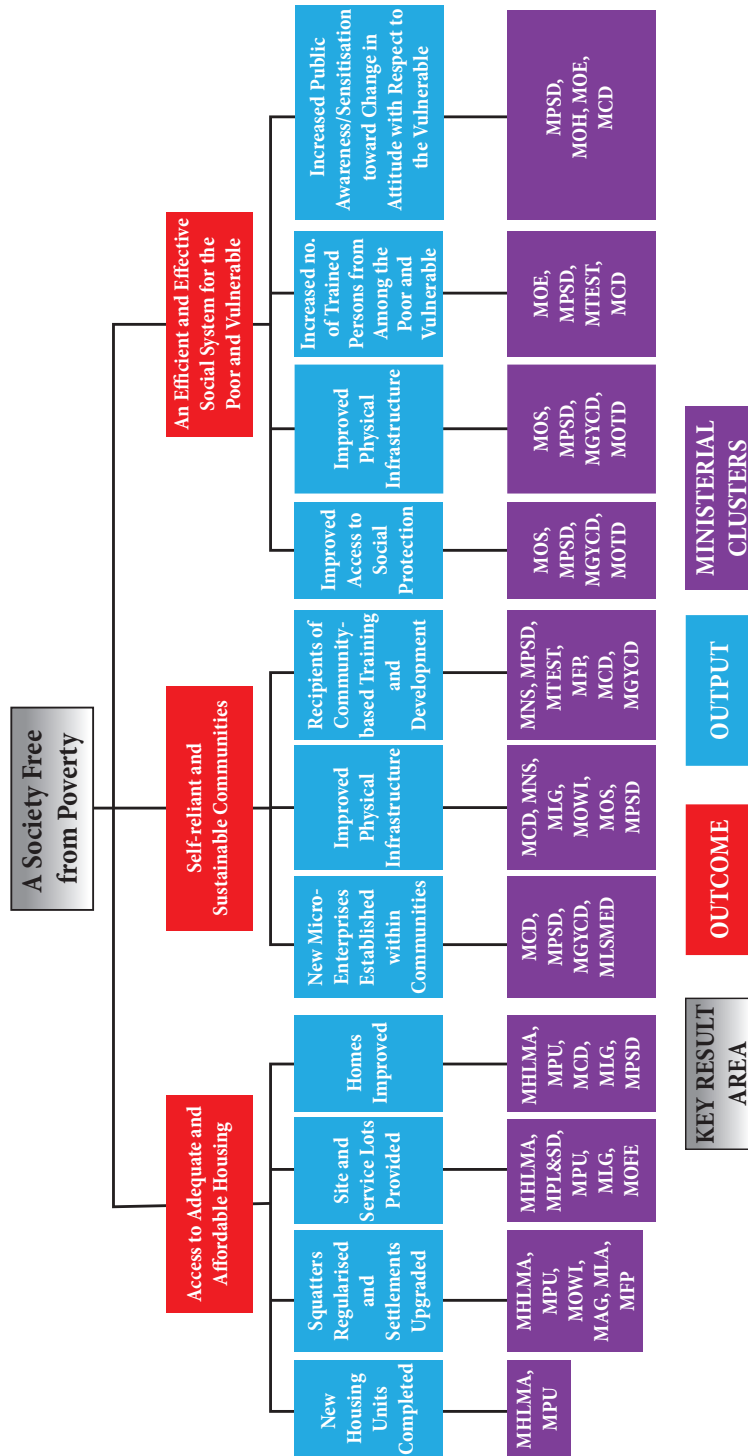 A Society Free
from Poverty
Access to Adequate and
Affordable Housing
Self-reliant and
Sustainable Communities
An Efficient and Effective
Social System for the
Poor and Vulnerable
New
Housing
Units
Completed
Squatters
Regularised
and
Settlements
Upgraded
Site and
Service Lots
Provided
Homes
Improved
New Micro-
Enterprises
Established
within
Communities
Improved
Physical
Infrastructure
Recipients of
Community-
based Training
and
Development
Improved
Access to
Social
Protection
Improved
Physical
Infrastructure
Increased no.
of Trained
Persons from
Among the
Poor and
Vulnerable
Increased Public
Awareness/Sensitisation
toward Change in
Attitude with Respect to
the Vulnerable
MHLMA,
MPU
MHLMA,
MPU,
MOWI,
MAG, MLA,
MFP
MHLMA,
MPL&SD,
MPU,
MLG,
MOFE
MHLMA,
MPU,
MCD,
MLG,
MPSD
MCD,
MPSD,
MGYCD,
MLSMED
MCD, MNS,
MLG,
MOWI,
MOS,
MPSD
MNS, MPSD,
MTEST,
MFP,
MCD,
MGYCD
MOS,
MPSD,
MGYCD,
MOTD
MOS,
MPSD,
MGYCD,
MOTD
MOE,
MPSD,
MTEST,
MCD
MPSD,
MOH, MOE,
MCD
KEY RESULT
AREA
OUTCOME
OUTPUT
MINISTERIAL
CLUSTERS